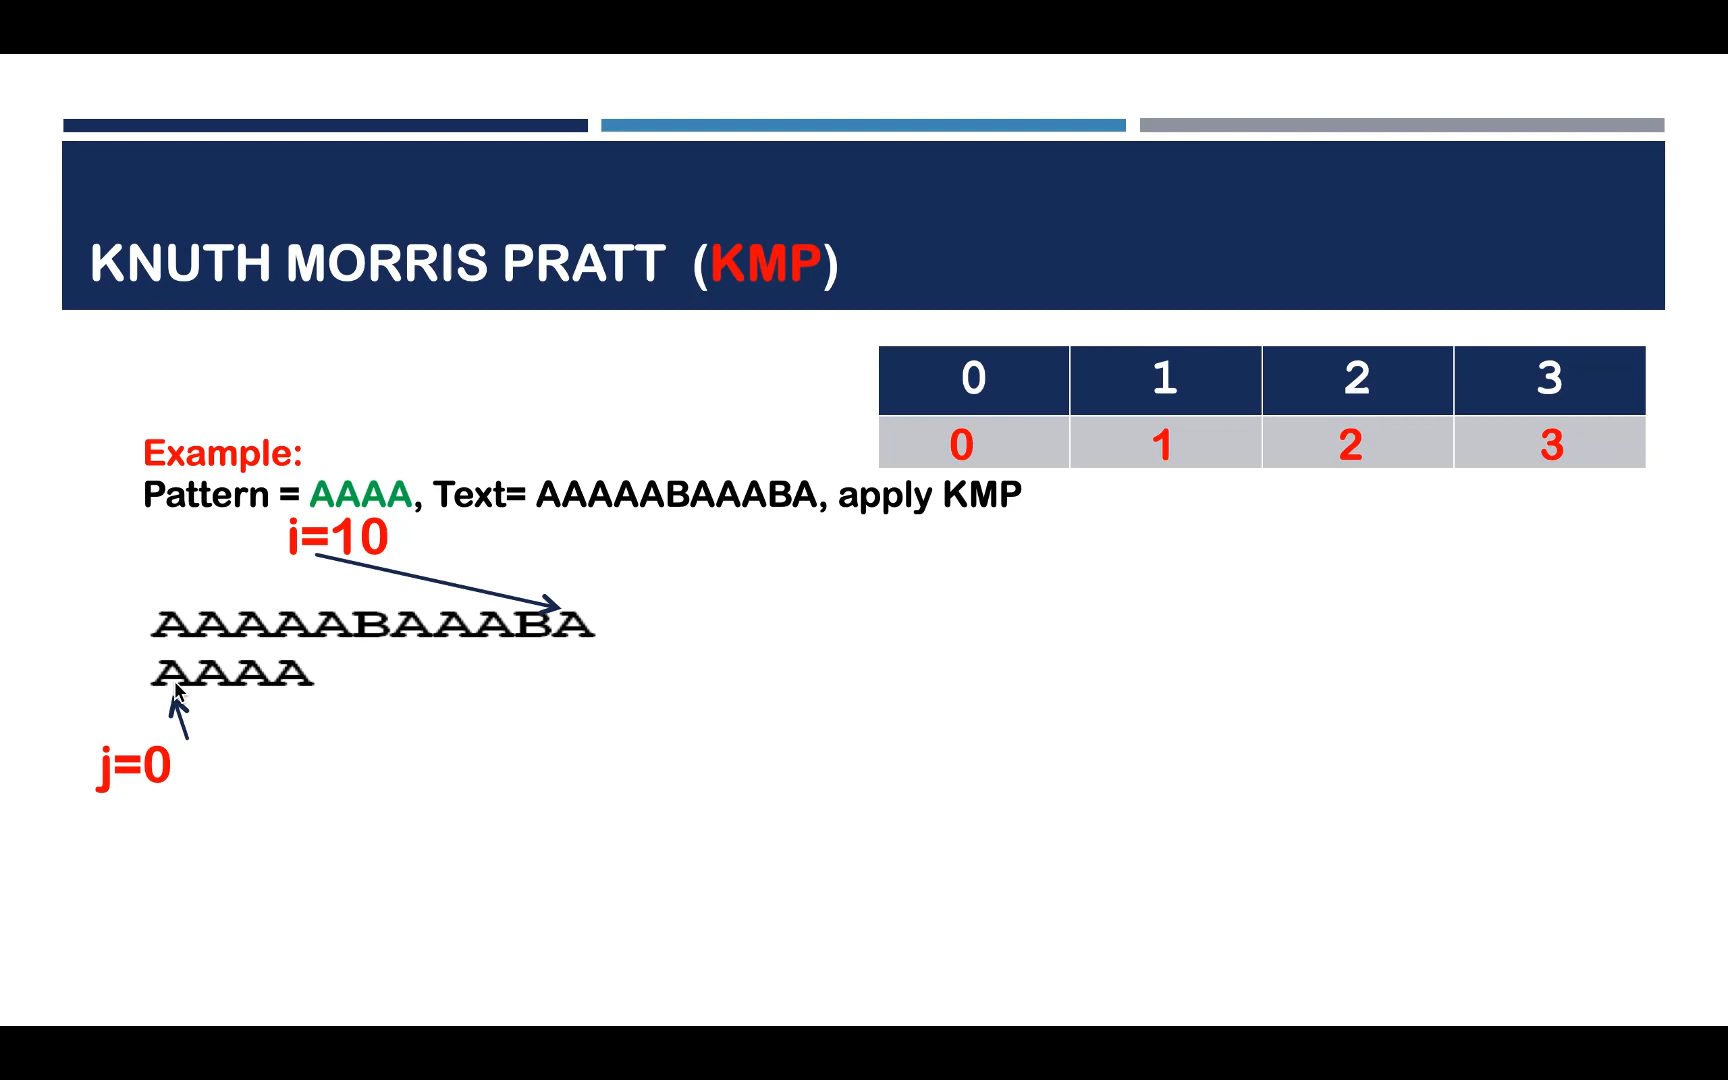 KNUTH MORRIS PRATT (KMP)
0 1 2 3
0 1 2 3
Example:
Pattern = AAAA, Text= AAAAABAAABA, apply KMP
i=10
AAAAABAAABA
AAAA
j=0